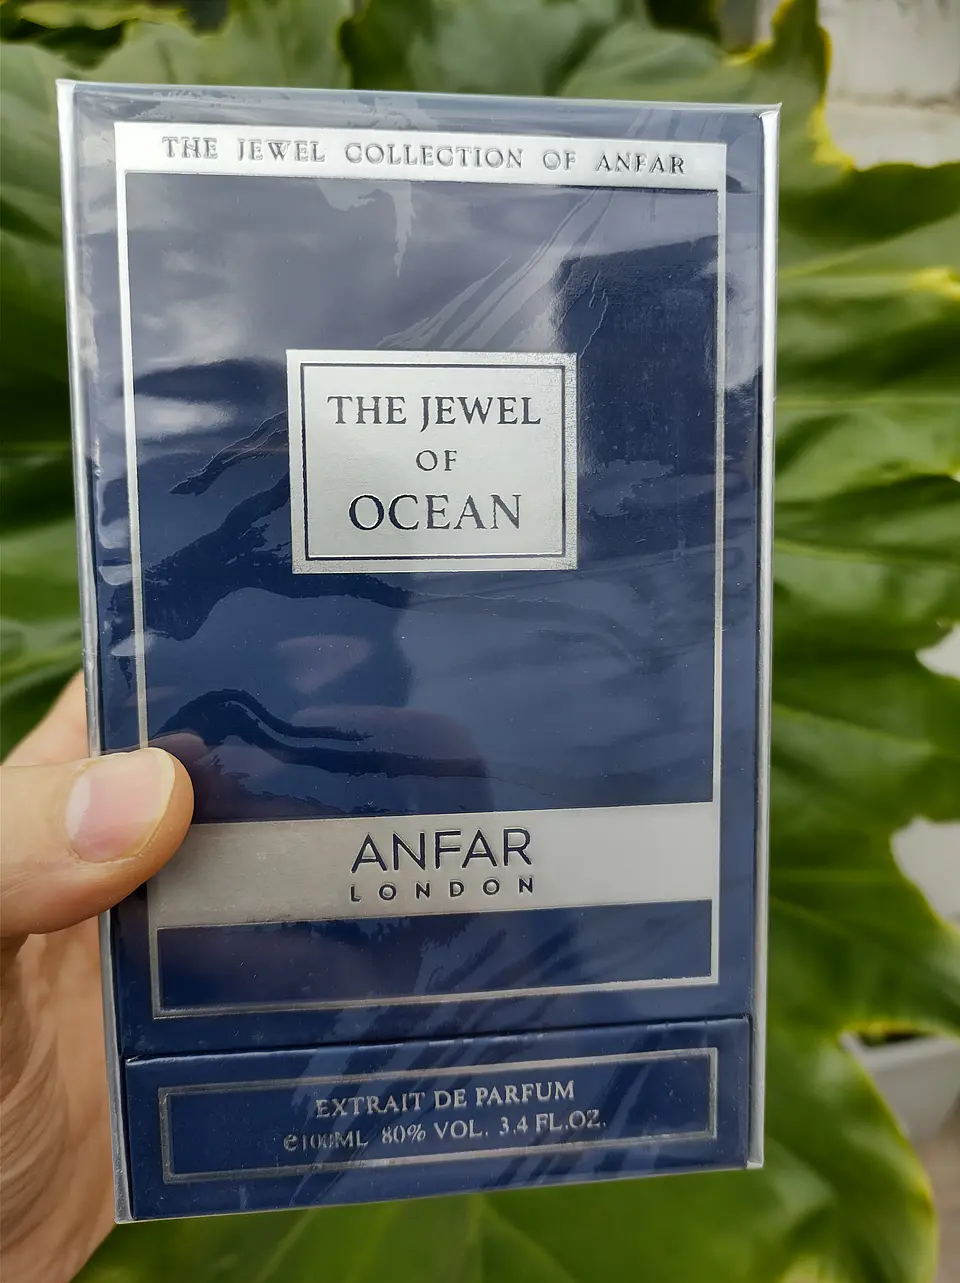 THE JEWEL COLLECTION OF ANFAR
THE JEWEL
OF
OCEAN
ANFAR
LONDON
EXTRAIT DE PARFUM
℮100ML 80% VOL. 3.4 FL.OZ.